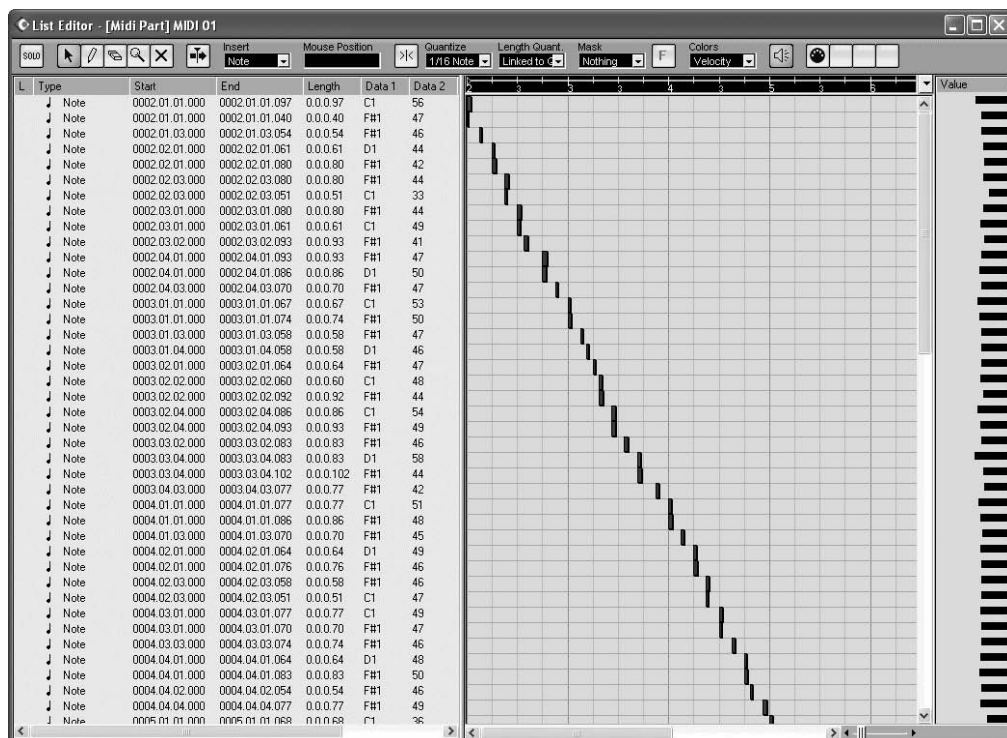 List Editor - [Midi Part] MIDI 01
Insert Mouse Position Quantize Length Quant. Mask Colors
SOLO Note 1/16 Note Linked to Nothing F Velocity
L Type Start End Length Data 1 Data 2 2 3 3 3 4 5 3 6 Value
Note 0002.01.01.000 0002.01.01.097 0.0.0.97 C1 56
Note 0002.01.01.000 0002.01.01.040 0.0.0.40 F#1 47
Note 0002.01.03.000 0002.01.03.054 0.0.0.54 F#1 46
Note 0002.02.01.000 0002.02.01.061 0.0.0.61 D1 44
Note 0002.02.01.000 0002.02.01.080 0.0.0.80 F#1 42
Note 0002.02.03.000 0002.02.03.080 0.0.0.80 F#1 44
Note 0002.02.03.000 0002.02.03.051 0.0.0.51 C1 33
Note 0002.03.01.000 0002.03.01.080 0.0.0.80 F#1 44
Note 0002.03.01.000 0002.03.01.061 0.0.0.61 C1 49
Note 0002.03.02.000 0002.03.02.093 0.0.0.93 F#1 41
Note 0002.04.01.000 0002.04.01.093 0.0.0.93 F#1 47
Note 0002.04.01.000 0002.04.01.086 0.0.0.86 D1 50
Note 0002.04.03.000 0002.04.03.070 0.0.0.70 F#1 47
Note 0003.01.01.000 0003.01.01.067 0.0.0.67 C1 53
Note 0003.01.01.000 0003.01.01.074 0.0.0.74 F#1 50
Note 0003.01.03.000 0003.01.03.058 0.0.0.58 F#1 47
Note 0003.01.04.000 0003.01.04.058 0.0.0.58 D1 46
Note 0003.02.01.000 0003.02.01.064 0.0.0.64 F#1 47
Note 0003.02.02.000 0003.02.02.060 0.0.0.60 C1 48
Note 0003.02.02.000 0003.02.02.092 0.0.0.92 F#1 44
Note 0003.02.04.000 0003.02.04.086 0.0.0.86 C1 54
Note 0003.02.04.000 0003.02.04.093 0.0.0.93 F#1 49
Note 0003.03.02.000 0003.03.02.083 0.0.0.83 F#1 46
Note 0003.03.04.000 0003.03.04.083 0.0.0.83 D1 58
Note 0003.03.04.000 0003.03.04.102 0.0.0.102 F#1 44
Note 0003.04.03.000 0003.04.03.077 0.0.0.77 F#1 42
Note 0004.01.01.000 0004.01.01.077 0.0.0.77 C1 51
Note 0004.01.01.000 0004.01.01.086 0.0.0.86 F#1 48
Note 0004.01.03.000 0004.01.03.070 0.0.0.70 F#1 45
Note 0004.02.01.000 0004.02.01.064 0.0.0.64 D1 49
Note 0004.02.01.000 0004.02.01.076 0.0.0.76 F#1 46
Note 0004.02.03.000 0004.02.03.058 0.0.0.58 F#1 46
Note 0004.02.03.000 0004.02.03.051 0.0.0.51 C1 47
Note 0004.03.01.000 0004.03.01.077 0.0.0.77 C1 49
Note 0004.03.01.000 0004.03.01.070 0.0.0.70 F#1 47
Note 0004.03.03.000 0004.03.03.074 0.0.0.74 F#1 46
Note 0004.04.01.000 0004.04.01.064 0.0.0.64 D1 48
Note 0004.04.01.000 0004.04.01.083 0.0.0.83 F#1 50
Note 0004.04.02.000 0004.04.02.054 0.0.0.54 F#1 46
Note 0004.04.04.000 0004.04.04.077 0.0.0.77 F#1 49
Note 0005.01.01.000 0005.01.01.068 0.0.0.68 C1 36